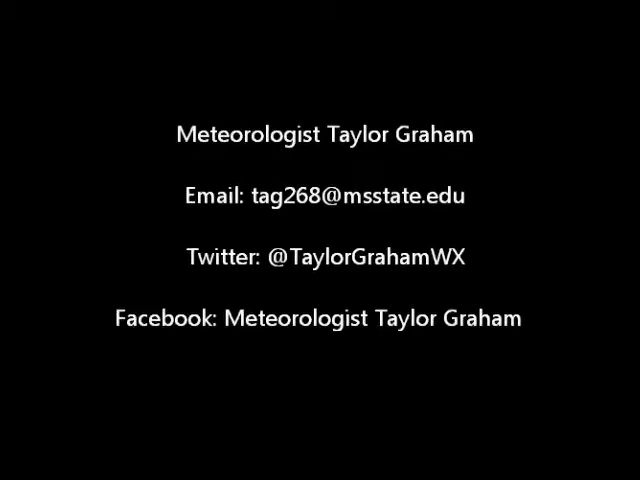 Meteorologist Taylor Graham
Email: tag268@msstate.edu
Twitter: @TaylorGrahamWX
Facebook: Meteorologist Taylor Graham